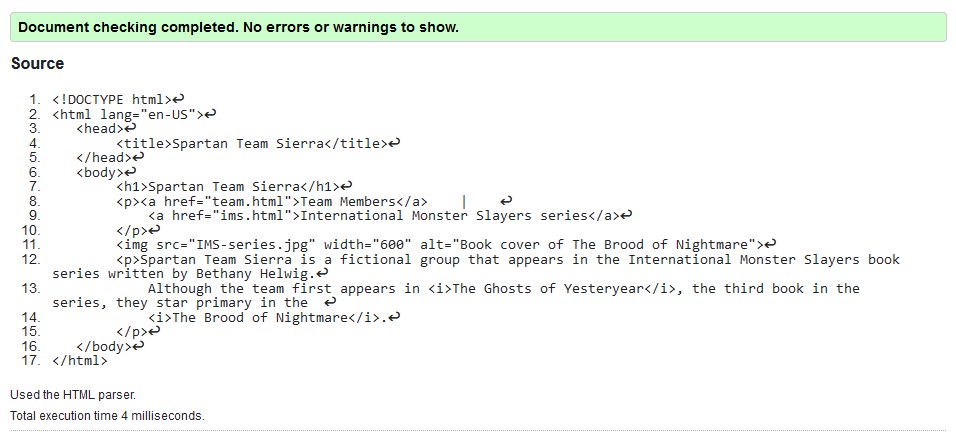 Document checking completed. No errors or warnings to show.
Source
1. <!DOCTYPE html>↩
2. <html lang="en-US">↩
3. <head>↩
4. <title>Spartan Team Sierra</title>↩
5. </head>↩
6. <body>↩
7. <h1>Spartan Team Sierra</h1>↩
8. <p><a href="team.html">Team Members</a> | ↩
9. <a href="ims.html">International Monster Slayers series</a>↩
10. </p>↩
11. <img src="IMS-series.jpg" width="600" alt="Book cover of The Brood of Nightmare">↩
12. <p>Spartan Team Sierra is a fictional group that appears in the International Monster Slayers book
series written by Bethany Helwig.↩
13. Although the team first appears in <i>The Ghosts of Yesteryear</i>, the third book in the
series, they star primary in the ↩
14. <i>The Brood of Nightmare</i>.↩
15. </p>↩
16. </body>↩
17. </html>
Used the HTML parser.
Total execution time 4 milliseconds.